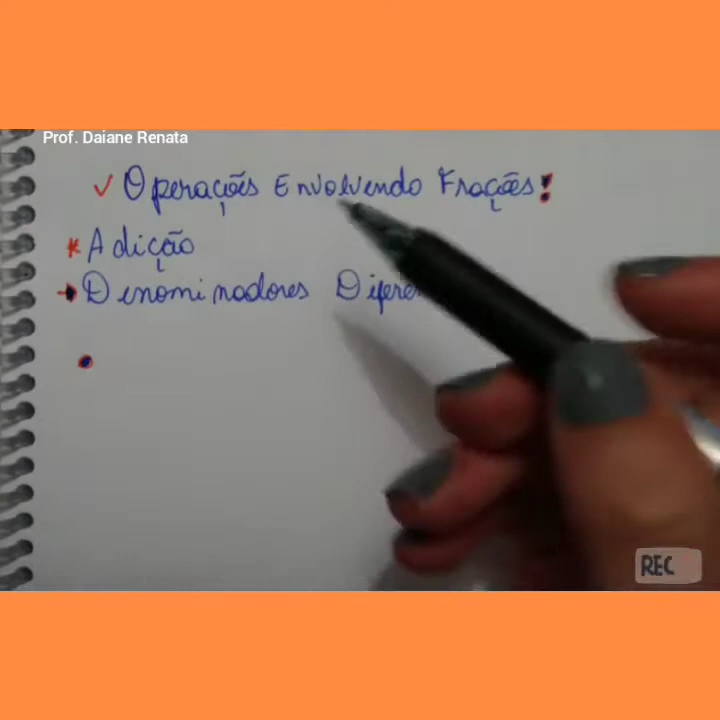 Prof. Daiane Renata
✓ Operações Envolvendo Frações!
* Adição
Denominadores
REC